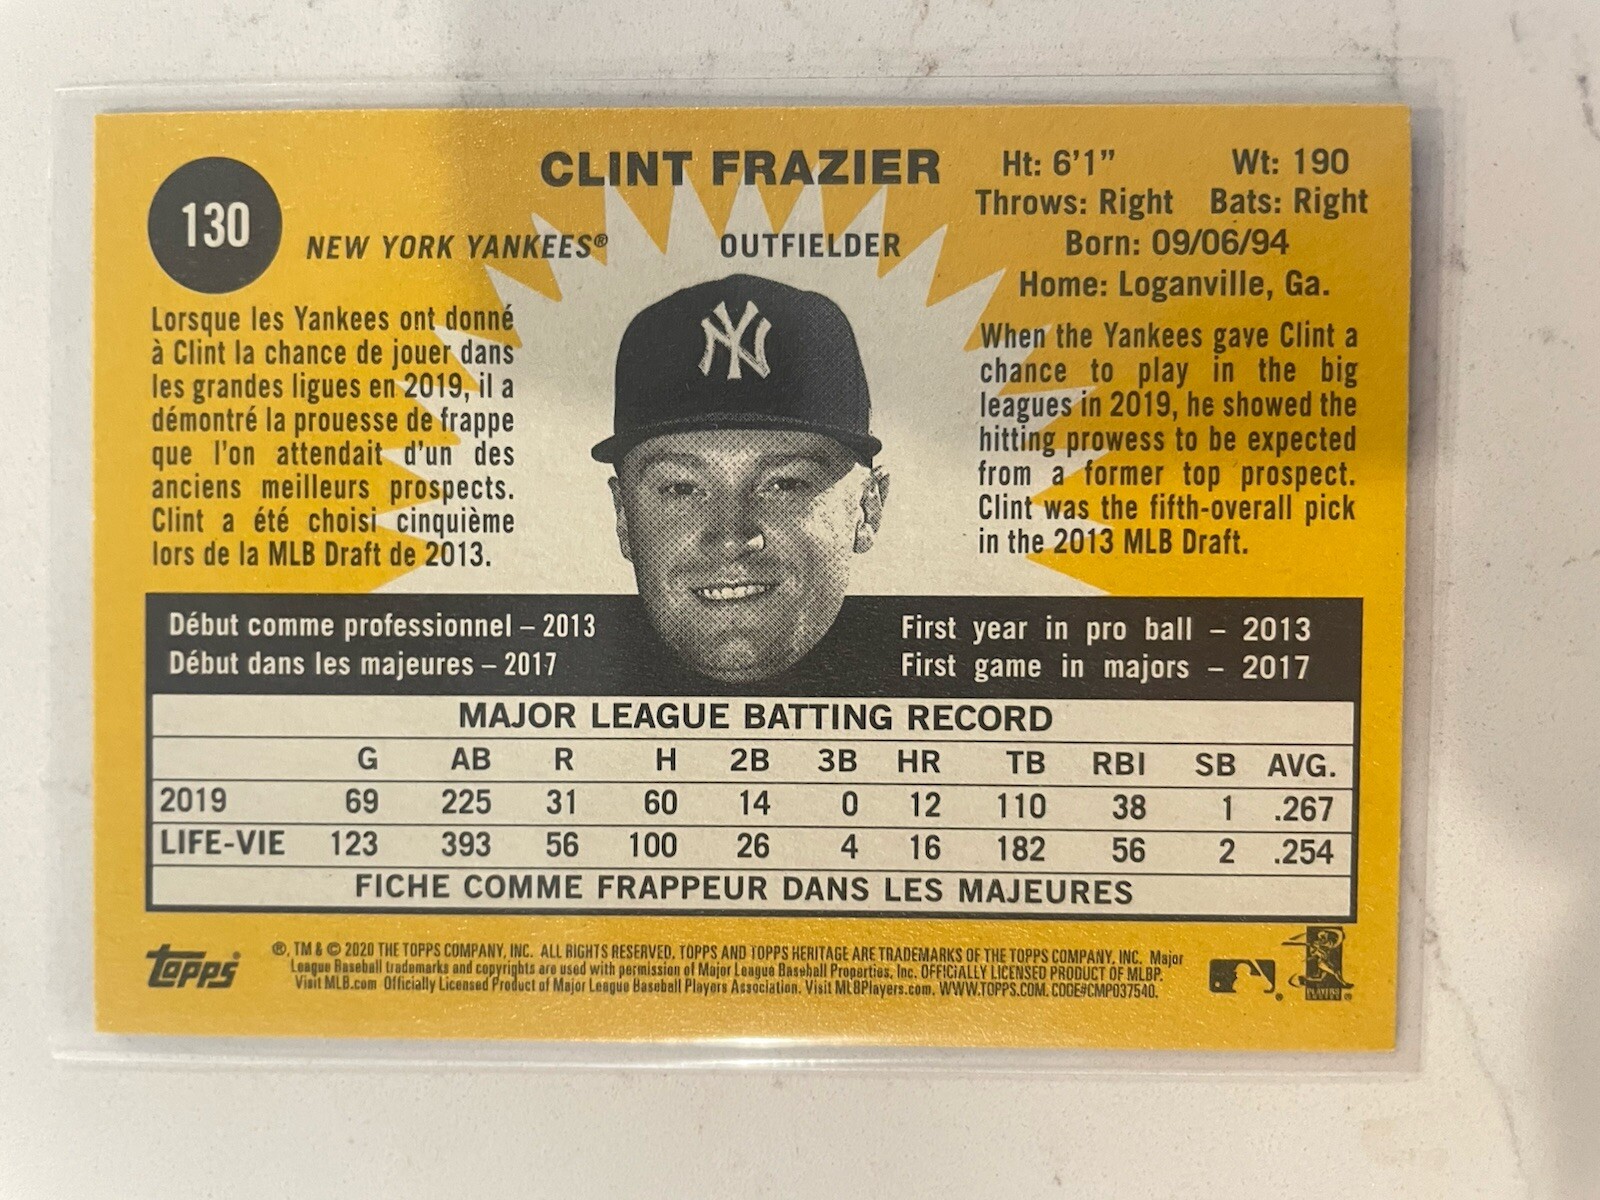 130
CLINT FRAZIER
NEW YORK YANKEES® OUTFIELDER
Ht: 6'1" Wt: 190
Throws: Right Bats: Right
Born: 09/06/94
Home: Loganville, Ga.
Lorsque les Yankees ont donné
à Clint la chance de jouer dans
les grandes ligues en 2019, il a
démontré la prouesse de frappe
que l'on attendait d'un des
anciens meilleurs prospects.
Clint a été choisi cinquième
lors de la MLB Draft de 2013.
NY
When the Yankees gave Clint a
chance to play in the big
leagues in 2019, he showed the
hitting prowess to be expected
from a former top prospect.
Clint was the fifth-overall pick
in the 2013 MLB Draft.
Début comme professionnel – 2013
Début dans les majeures – 2017
First year in pro ball – 2013
First game in majors – 2017
MAJOR LEAGUE BATTING RECORD
G AB R H 2B 3B HR TB RBI SB AVG.
2019 69 225 31 60 14 0 12 110 38 1 .267
LIFE-VIE 123 393 56 100 26 4 16 182 56 2 .254
FICHE COMME FRAPPEUR DANS LES MAJEURES
topps®
®, TM & © 2020 THE TOPPS COMPANY, INC. ALL RIGHTS RESERVED. TOPPS AND TOPPS HERITAGE ARE TRADEMARKS OF THE TOPPS COMPANY, INC. Major
League Baseball trademarks and copyrights are used with permission of Major League Baseball Properties, Inc. OFFICIALLY LICENSED PRODUCT OF MLBP.
Visit MLB.com Officially Licensed Product of Major League Baseball Players Association. Visit MLBPlayers.com. WWW.TOPPS.COM. CODE#CMP037540.